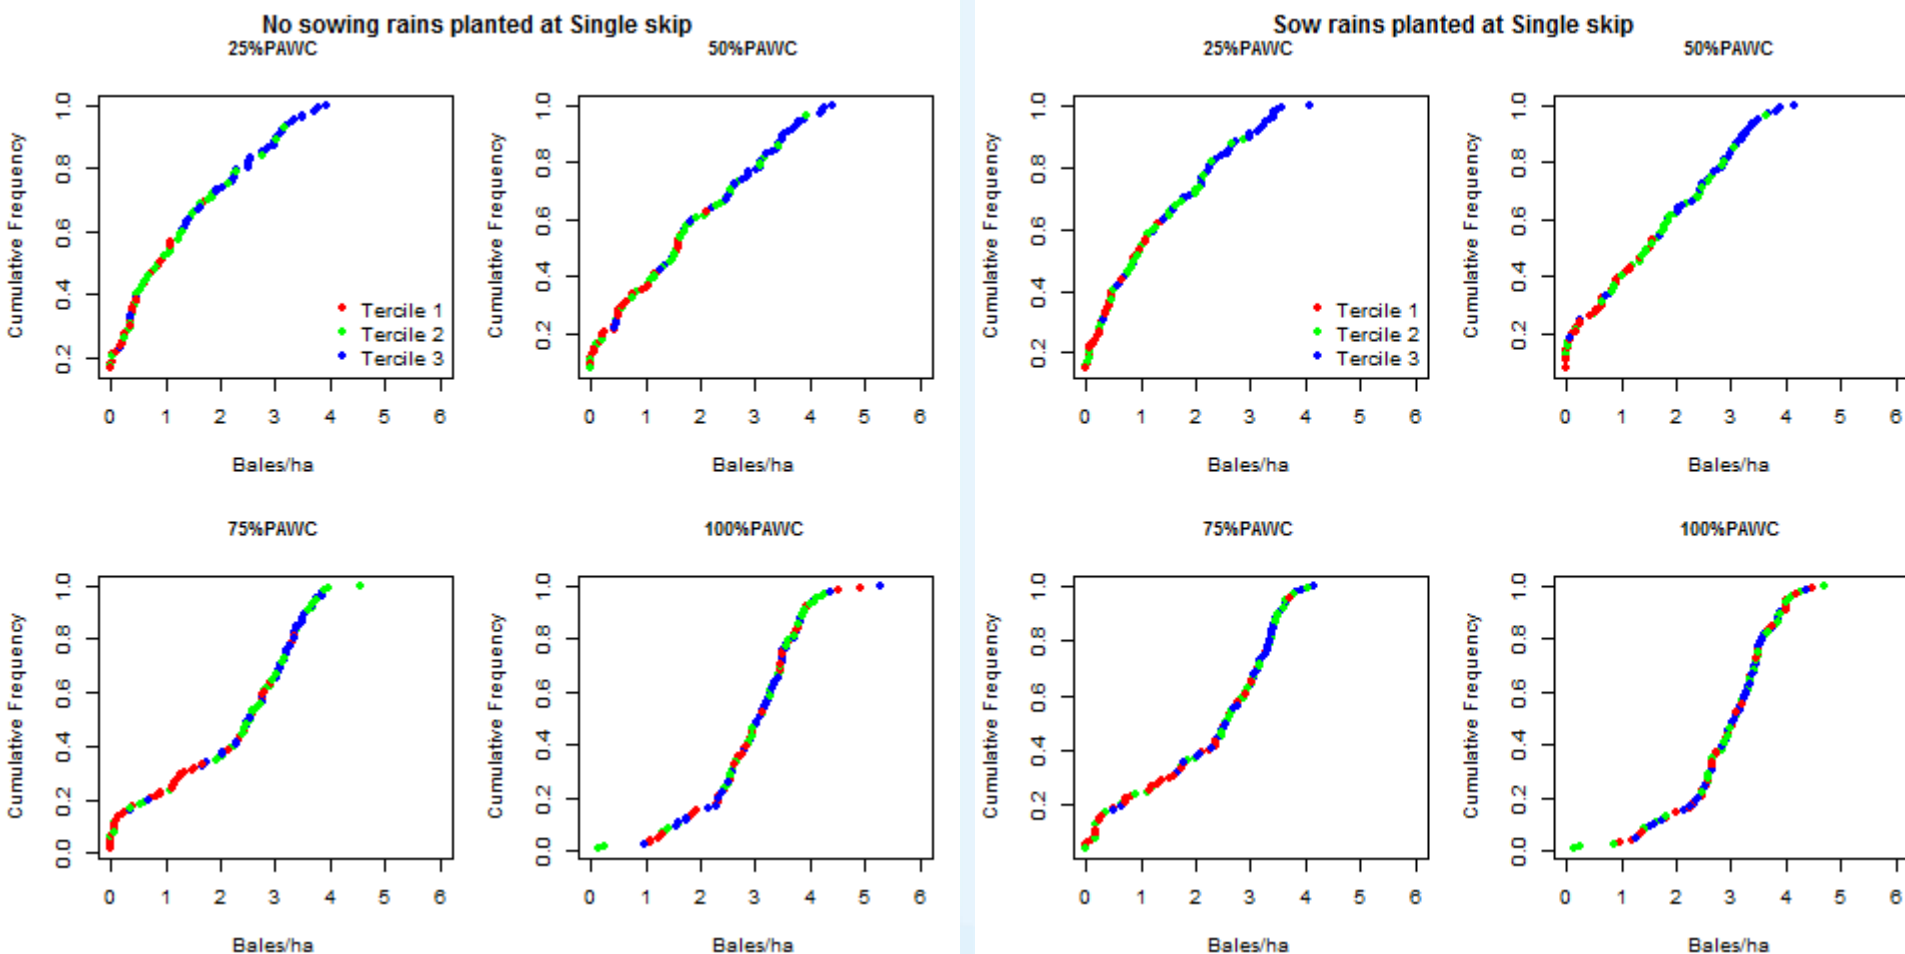 No sowing rains planted at Single skip
25%PAWC
50%PAWC
Cumulative Frequency
1.0
0.8
0.6
0.4
0.2
Tercile 1
Tercile 2
Tercile 3
0 1 2 3 4 5 6
Bales/ha
Cumulative Frequency
1.0
0.8
0.6
0.4
0.2
0 1 2 3 4 5 6
Bales/ha
75%PAWC
100%PAWC
Cumulative Frequency
1.0
0.8
0.6
0.4
0.2
0.0
0 1 2 3 4 5 6
Bales/ha
Cumulative Frequency
1.0
0.8
0.6
0.4
0.2
0.0
0 1 2 3 4 5 6
Bales/ha
Sow rains planted at Single skip
25%PAWC
50%PAWC
Cumulative Frequency
1.0
0.8
0.6
0.4
0.2
Tercile 1
Tercile 2
Tercile 3
0 1 2 3 4 5 6
Bales/ha
Cumulative Frequency
1.0
0.8
0.6
0.4
0.2
0 1 2 3 4 5 6
Bales/ha
75%PAWC
100%PAWC
Cumulative Frequency
1.0
0.8
0.6
0.4
0.2
0 1 2 3 4 5 6
Bales/ha
Cumulative Frequency
1.0
0.8
0.6
0.4
0.2
0.0
0 1 2 3 4 5 6
Bales/ha